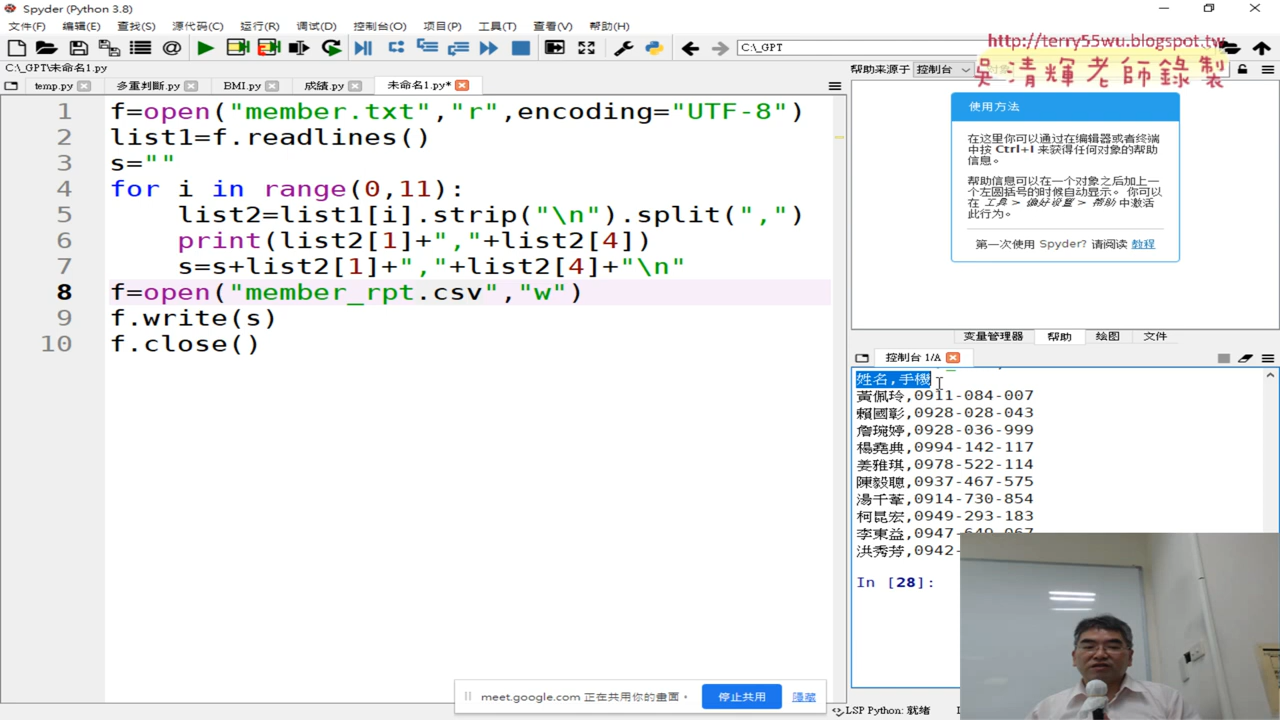 Spyder (Python 3.8)
文件(F) 编辑(E) 查找(S) 源代码(C) 运行(R) 调试(D) 控制台(O) 项目(P) 工具(T) 查看(V) 帮助(H)
C:\_GPT
http://terry55wu.blogspot.tw
吳清輝老師錄製
C:\_GPT\未命名1.py
temp.py 多重判斷.py BMI.py 成績.py 未命名1.py*
1 f=open("member.txt","r",encoding="UTF-8")
2 list1=f.readlines()
3 s=""
4 for i in range(0,11):
5 list2=list1[i].strip("\n").split(",")
6 print(list2[1]+","+list2[4])
7 s=s+list2[1]+","+list2[4]+"\n"
8 f=open("member_rpt.csv","w")
9 f.write(s)
10 f.close()
帮助来源于 控制台
使用方法
在这里你可以通过在编辑器或者终端
中按 Ctrl+I 来获得任何对象的帮助
信息。
帮助信息可以在一个对象之后加上一
个左圆括号的时候自动显示。 你可以
在 工具 > 偏好设置 > 帮助 中激活
此行为。
第一次使用 Spyder? 请阅读 教程
变量管理器 帮助 绘图 文件
控制台 1/A
姓名,手機
黃佩玲,0911-084-007
賴國彰,0928-028-043
詹琬婷,0928-036-999
楊堯典,0994-142-117
姜雅琪,0978-522-114
陳毅聰,0937-467-575
湯千葦,0914-730-854
柯昆宏,0949-293-183
李東益,0947-649-067
洪秀芳,0942-
In [28]:
meet.google.com 正在共用你的畫面。 停止共用 隱藏
LSP Python: 就绪